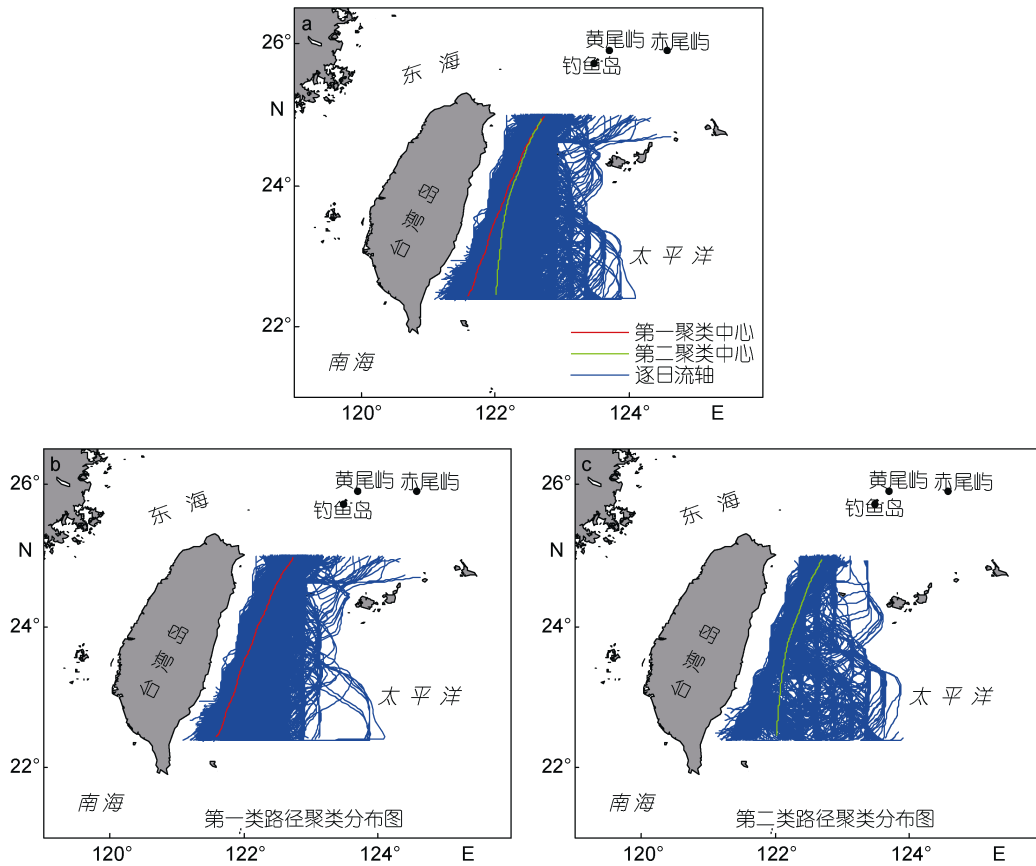 a
26°
黄尾屿 赤尾屿
钓鱼岛
东海
N
24°
台湾岛
太平洋
22°
第一聚类中心
第二聚类中心
逐日流轴
南海
120° 122° 124° E
b
26°
黄尾屿 赤尾屿
钓鱼岛
东海
N
24°
台湾岛
太平洋
22°
南海
第一类路径聚类分布图
120° 122° 124° E
c
26°
黄尾屿 赤尾屿
钓鱼岛
东海
N
24°
台湾岛
太平洋
22°
南海
第二类路径聚类分布图
120° 122° 124° E